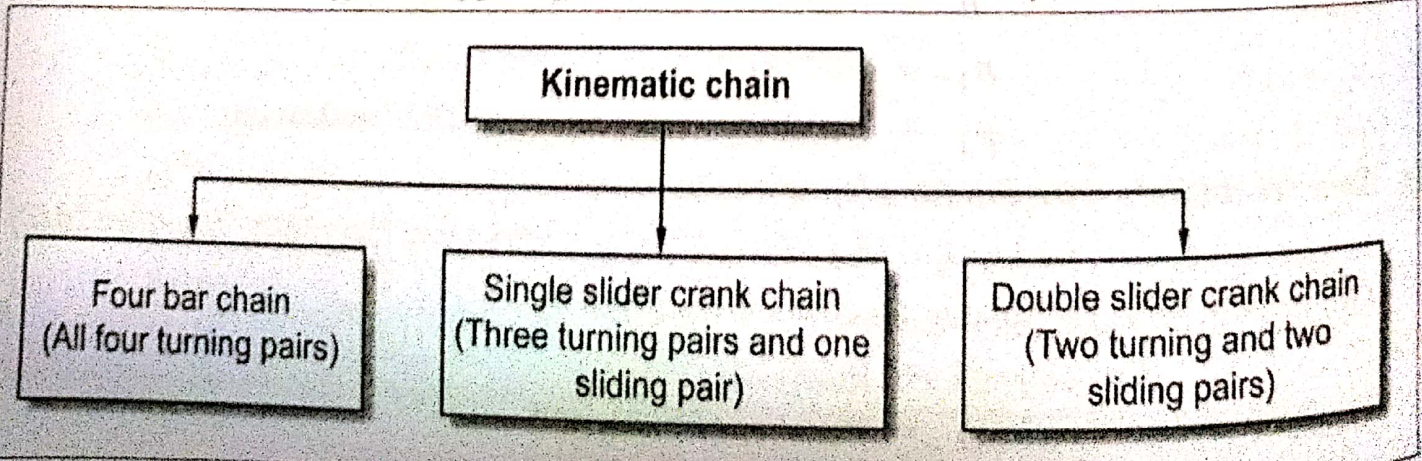 Kinematic chain
Four bar chain
(All four turning pairs)
Single slider crank chain
(Three turning pairs and one
sliding pair)
Double slider crank chain
(Two turning and two
sliding pairs)